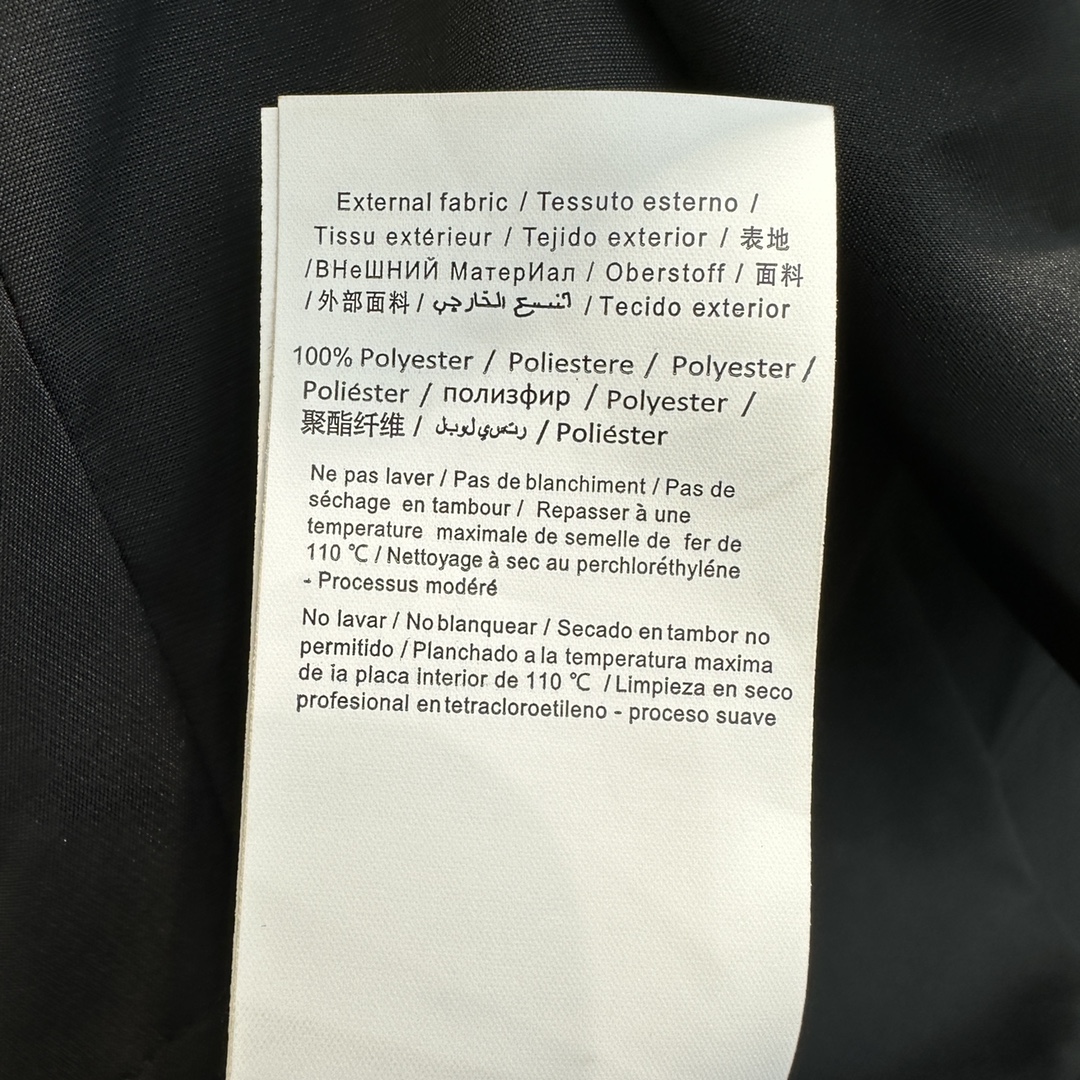 External fabric / Tessuto esterno /
Tissu extérieur / Tejido exterior / 表地
/ВНеШНИЙ МатерИал / Oberstoff / 面料
/ 外部面料 / النسيج الخارجي / Tecido exterior
100% Polyester / Poliestere / Polyester /
Poliéster / полизфир / Polyester /
聚酯纤维 / / Poliéster
Ne pas laver / Pas de blanchiment / Pas de
séchage en tambour / Repasser à une
temperature maximale de semelle de fer de
110 ℃ / Nettoyage à sec au perchloréthyléne
- Processus modéré
No lavar / No blanquear / Secado en tambor no
permitido / Planchado a la temperatura maxima
de ia placa interior de 110 ℃ / Limpieza en seco
profesional en tetracloroetileno - proceso suave